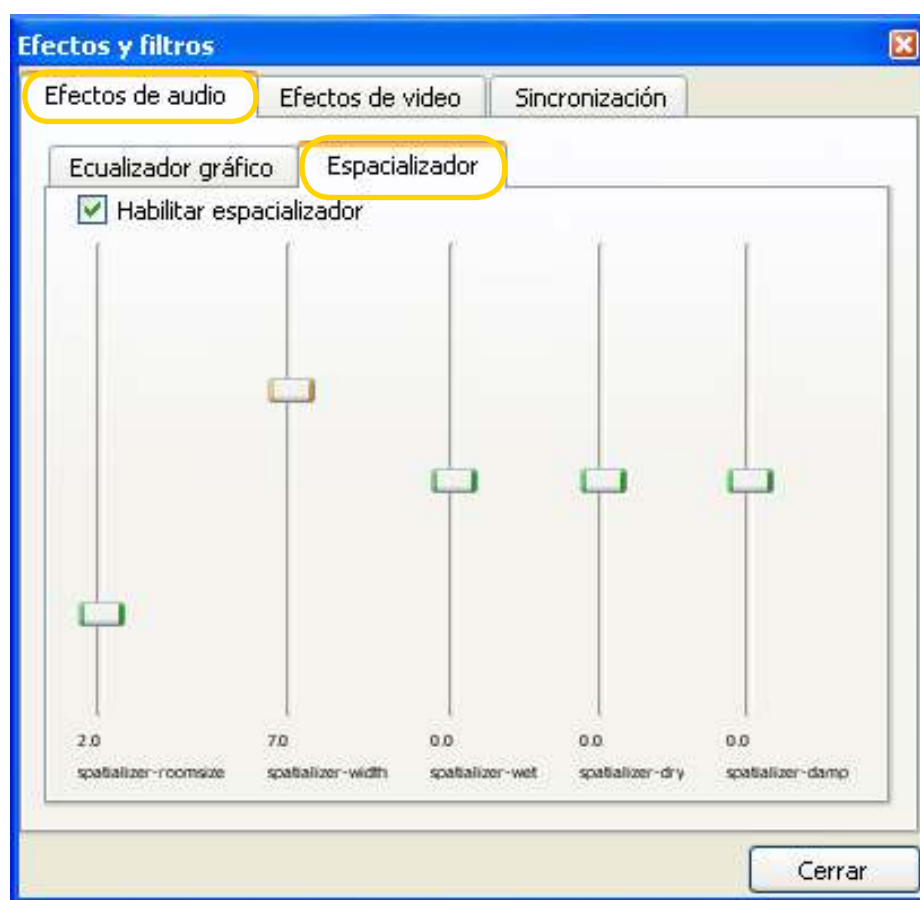 Efectos y filtros
Efectos de audio Efectos de video Sincronización
Ecualizador gráfico Espacializador
Habilitar espacializador
2.0 7.0 0.0 0.0 0.0
spatializer-roomsize spatializer-width spatializer-wet spatializer-dry spatializer-damp
Cerrar